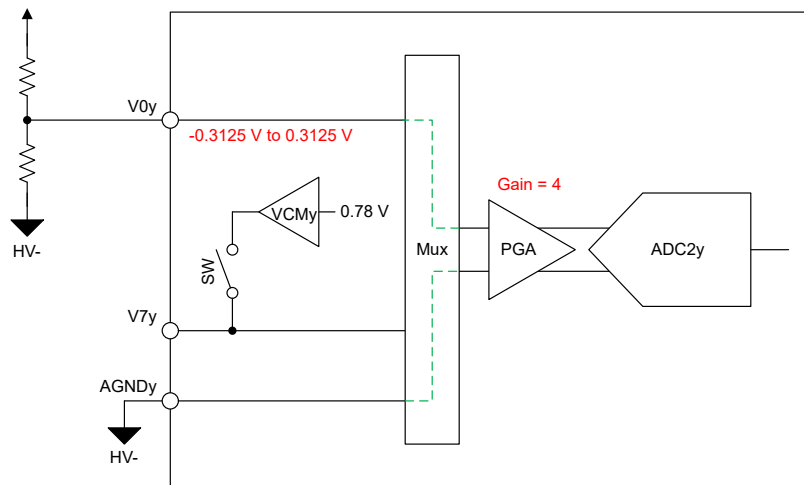 V0y
-0.3125 V to 0.3125 V
Gain = 4
VCMy
0.78 V
HV-
SW
Mux
PGA
ADC2y
V7y
AGNDy
HV-